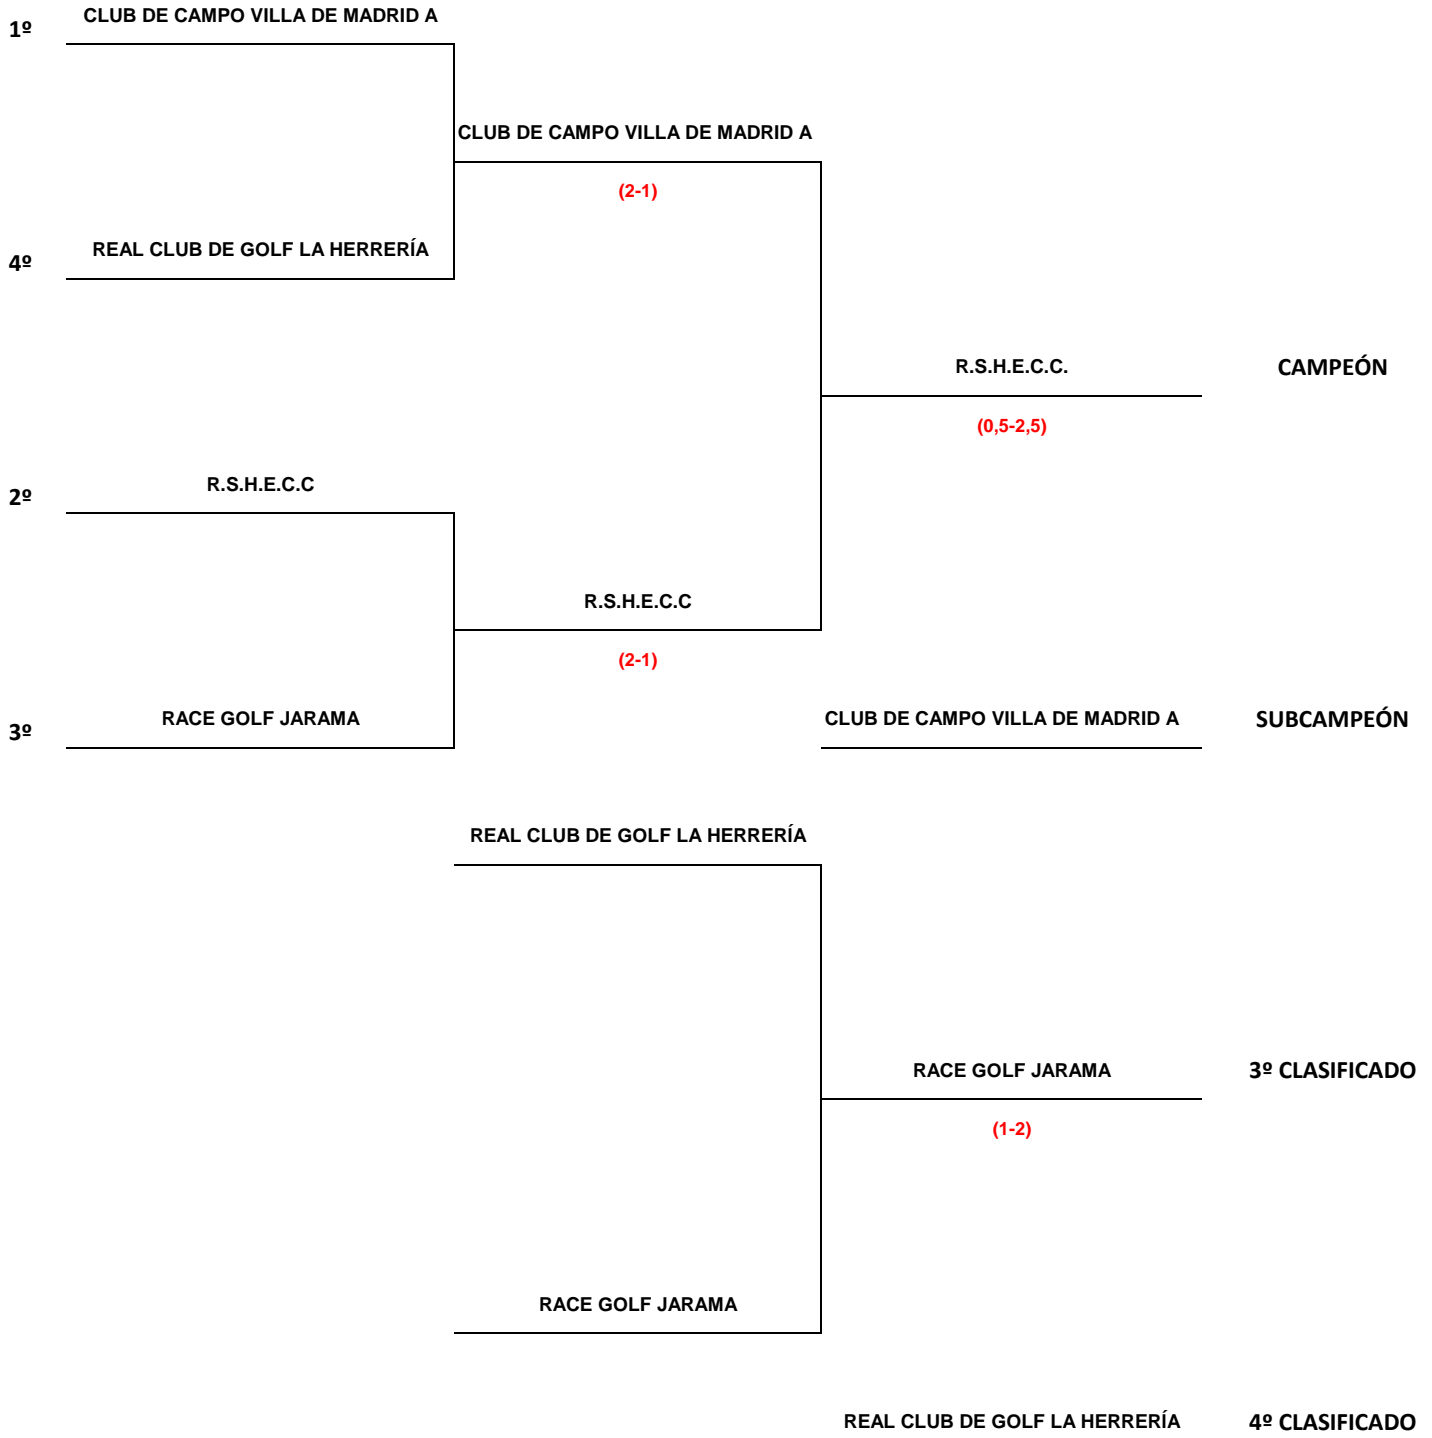 CLUB DE CAMPO VILLA DE MADRID A
1º
CLUB DE CAMPO VILLA DE MADRID A
(2-1)
REAL CLUB DE GOLF LA HERRERÍA
4º
R.S.H.E.C.C. CAMPEÓN
(0,5-2,5)
R.S.H.E.C.C
2º
R.S.H.E.C.C
(2-1)
RACE GOLF JARAMA
3º
CLUB DE CAMPO VILLA DE MADRID A SUBCAMPEÓN
REAL CLUB DE GOLF LA HERRERÍA
RACE GOLF JARAMA 3º CLASIFICADO
(1-2)
RACE GOLF JARAMA
REAL CLUB DE GOLF LA HERRERÍA 4º CLASIFICADO